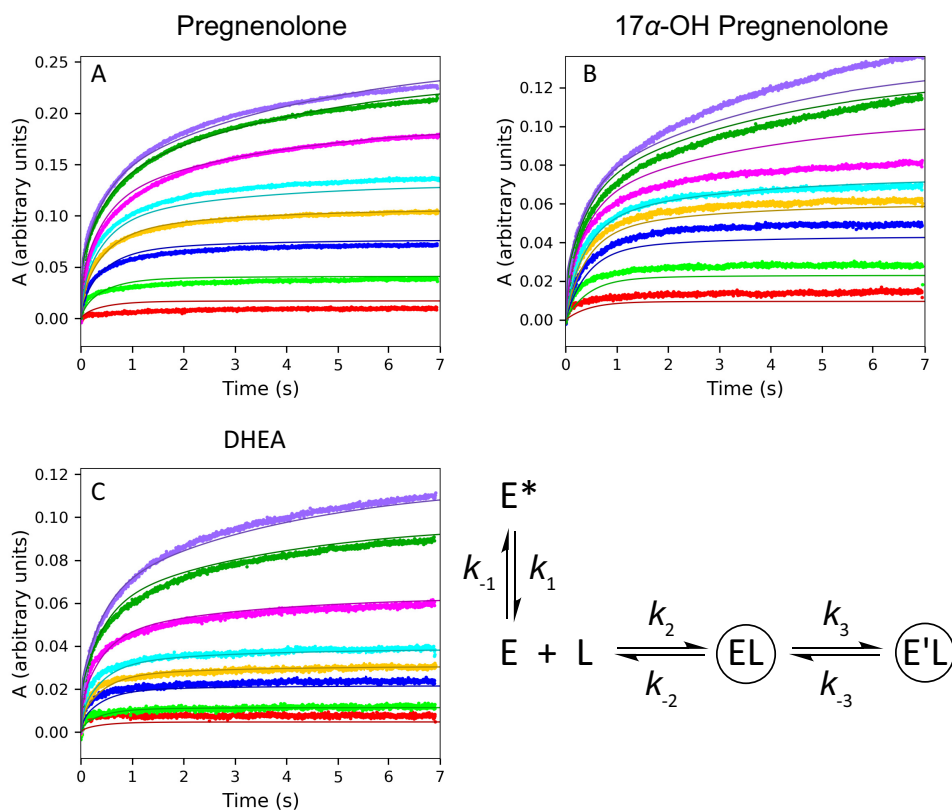 Pregnenolone
A
0.25
0.20
0.15
0.10
0.05
0.00
A (arbitrary units)
0 1 2 3 4 5 6 7
Time (s)
17α-OH Pregnenolone
B
0.12
0.10
0.08
0.06
0.04
0.02
0.00
A (arbitrary units)
0 1 2 3 4 5 6 7
Time (s)
DHEA
C
0.12
0.10
0.08
0.06
0.04
0.02
0.00
A (arbitrary units)
0 1 2 3 4 5 6 7
Time (s)
E*
k-1 k1
k2 k3
E + L EL E'L
k-2 k-3